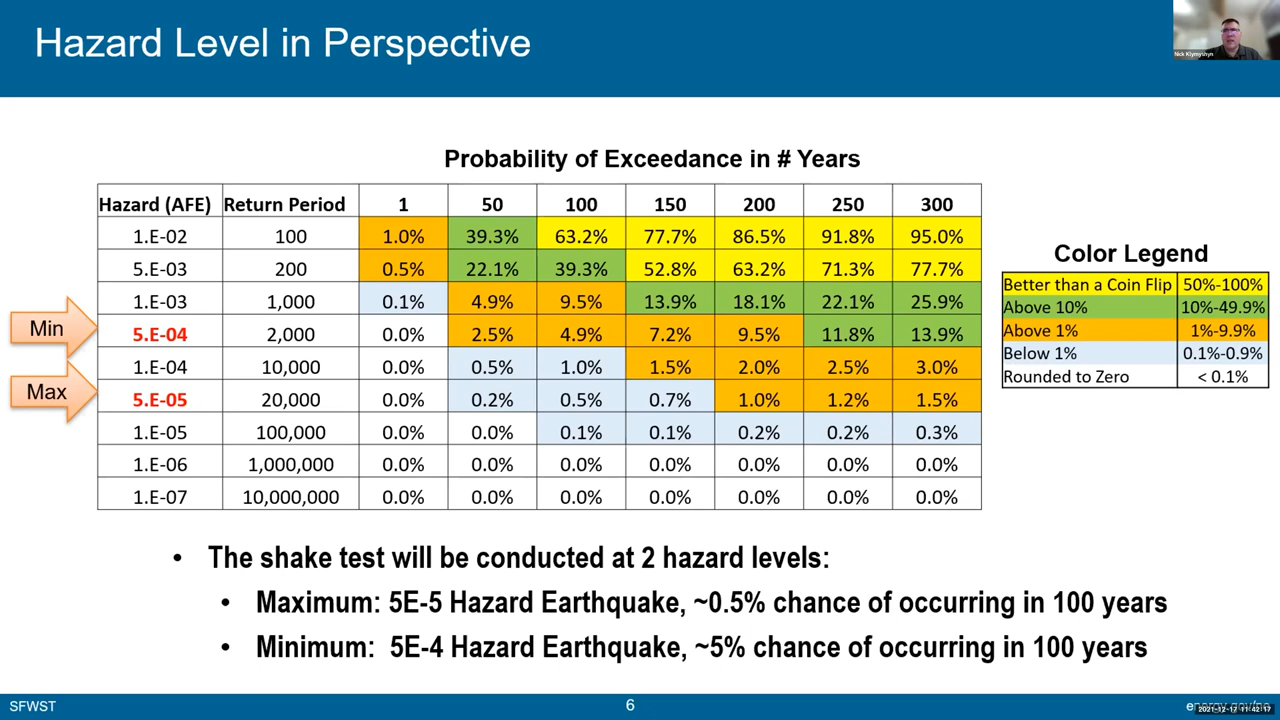 Hazard Level in Perspective
Nick Klymyshyn
Probability of Exceedance in # Years
Hazard (AFE) Return Period 1 50 100 150 200 250 300
1.E-02 100 1.0% 39.3% 63.2% 77.7% 86.5% 91.8% 95.0%
5.E-03 200 0.5% 22.1% 39.3% 52.8% 63.2% 71.3% 77.7%
1.E-03 1,000 0.1% 4.9% 9.5% 13.9% 18.1% 22.1% 25.9%
Min
5.E-04 2,000 0.0% 2.5% 4.9% 7.2% 9.5% 11.8% 13.9%
1.E-04 10,000 0.0% 0.5% 1.0% 1.5% 2.0% 2.5% 3.0%
Max
5.E-05 20,000 0.0% 0.2% 0.5% 0.7% 1.0% 1.2% 1.5%
1.E-05 100,000 0.0% 0.0% 0.1% 0.1% 0.2% 0.2% 0.3%
1.E-06 1,000,000 0.0% 0.0% 0.0% 0.0% 0.0% 0.0% 0.0%
1.E-07 10,000,000 0.0% 0.0% 0.0% 0.0% 0.0% 0.0% 0.0%
Color Legend
Better than a Coin Flip 50%-100%
Above 10% 10%-49.9%
Above 1% 1%-9.9%
Below 1% 0.1%-0.9%
Rounded to Zero < 0.1%
• The shake test will be conducted at 2 hazard levels:
• Maximum: 5E-5 Hazard Earthquake, ~0.5% chance of occurring in 100 years
• Minimum: 5E-4 Hazard Earthquake, ~5% chance of occurring in 100 years
SFWST
6
energy.gov/ne
2021-12-17 11:42:17